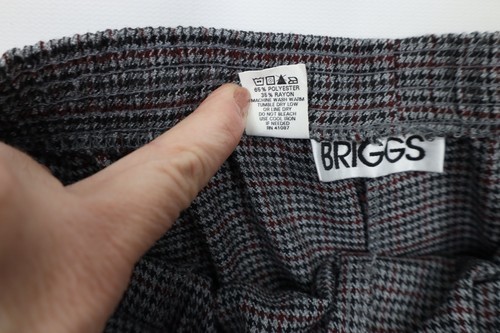 65% POLYESTER
35% RAYON
MACHINE WASH WARM
TUMBLE DRY LOW
OR LINE DRY
DO NOT BLEACH
USE COOL IRON
IF NEEDED
RN 41097
BRIGGS